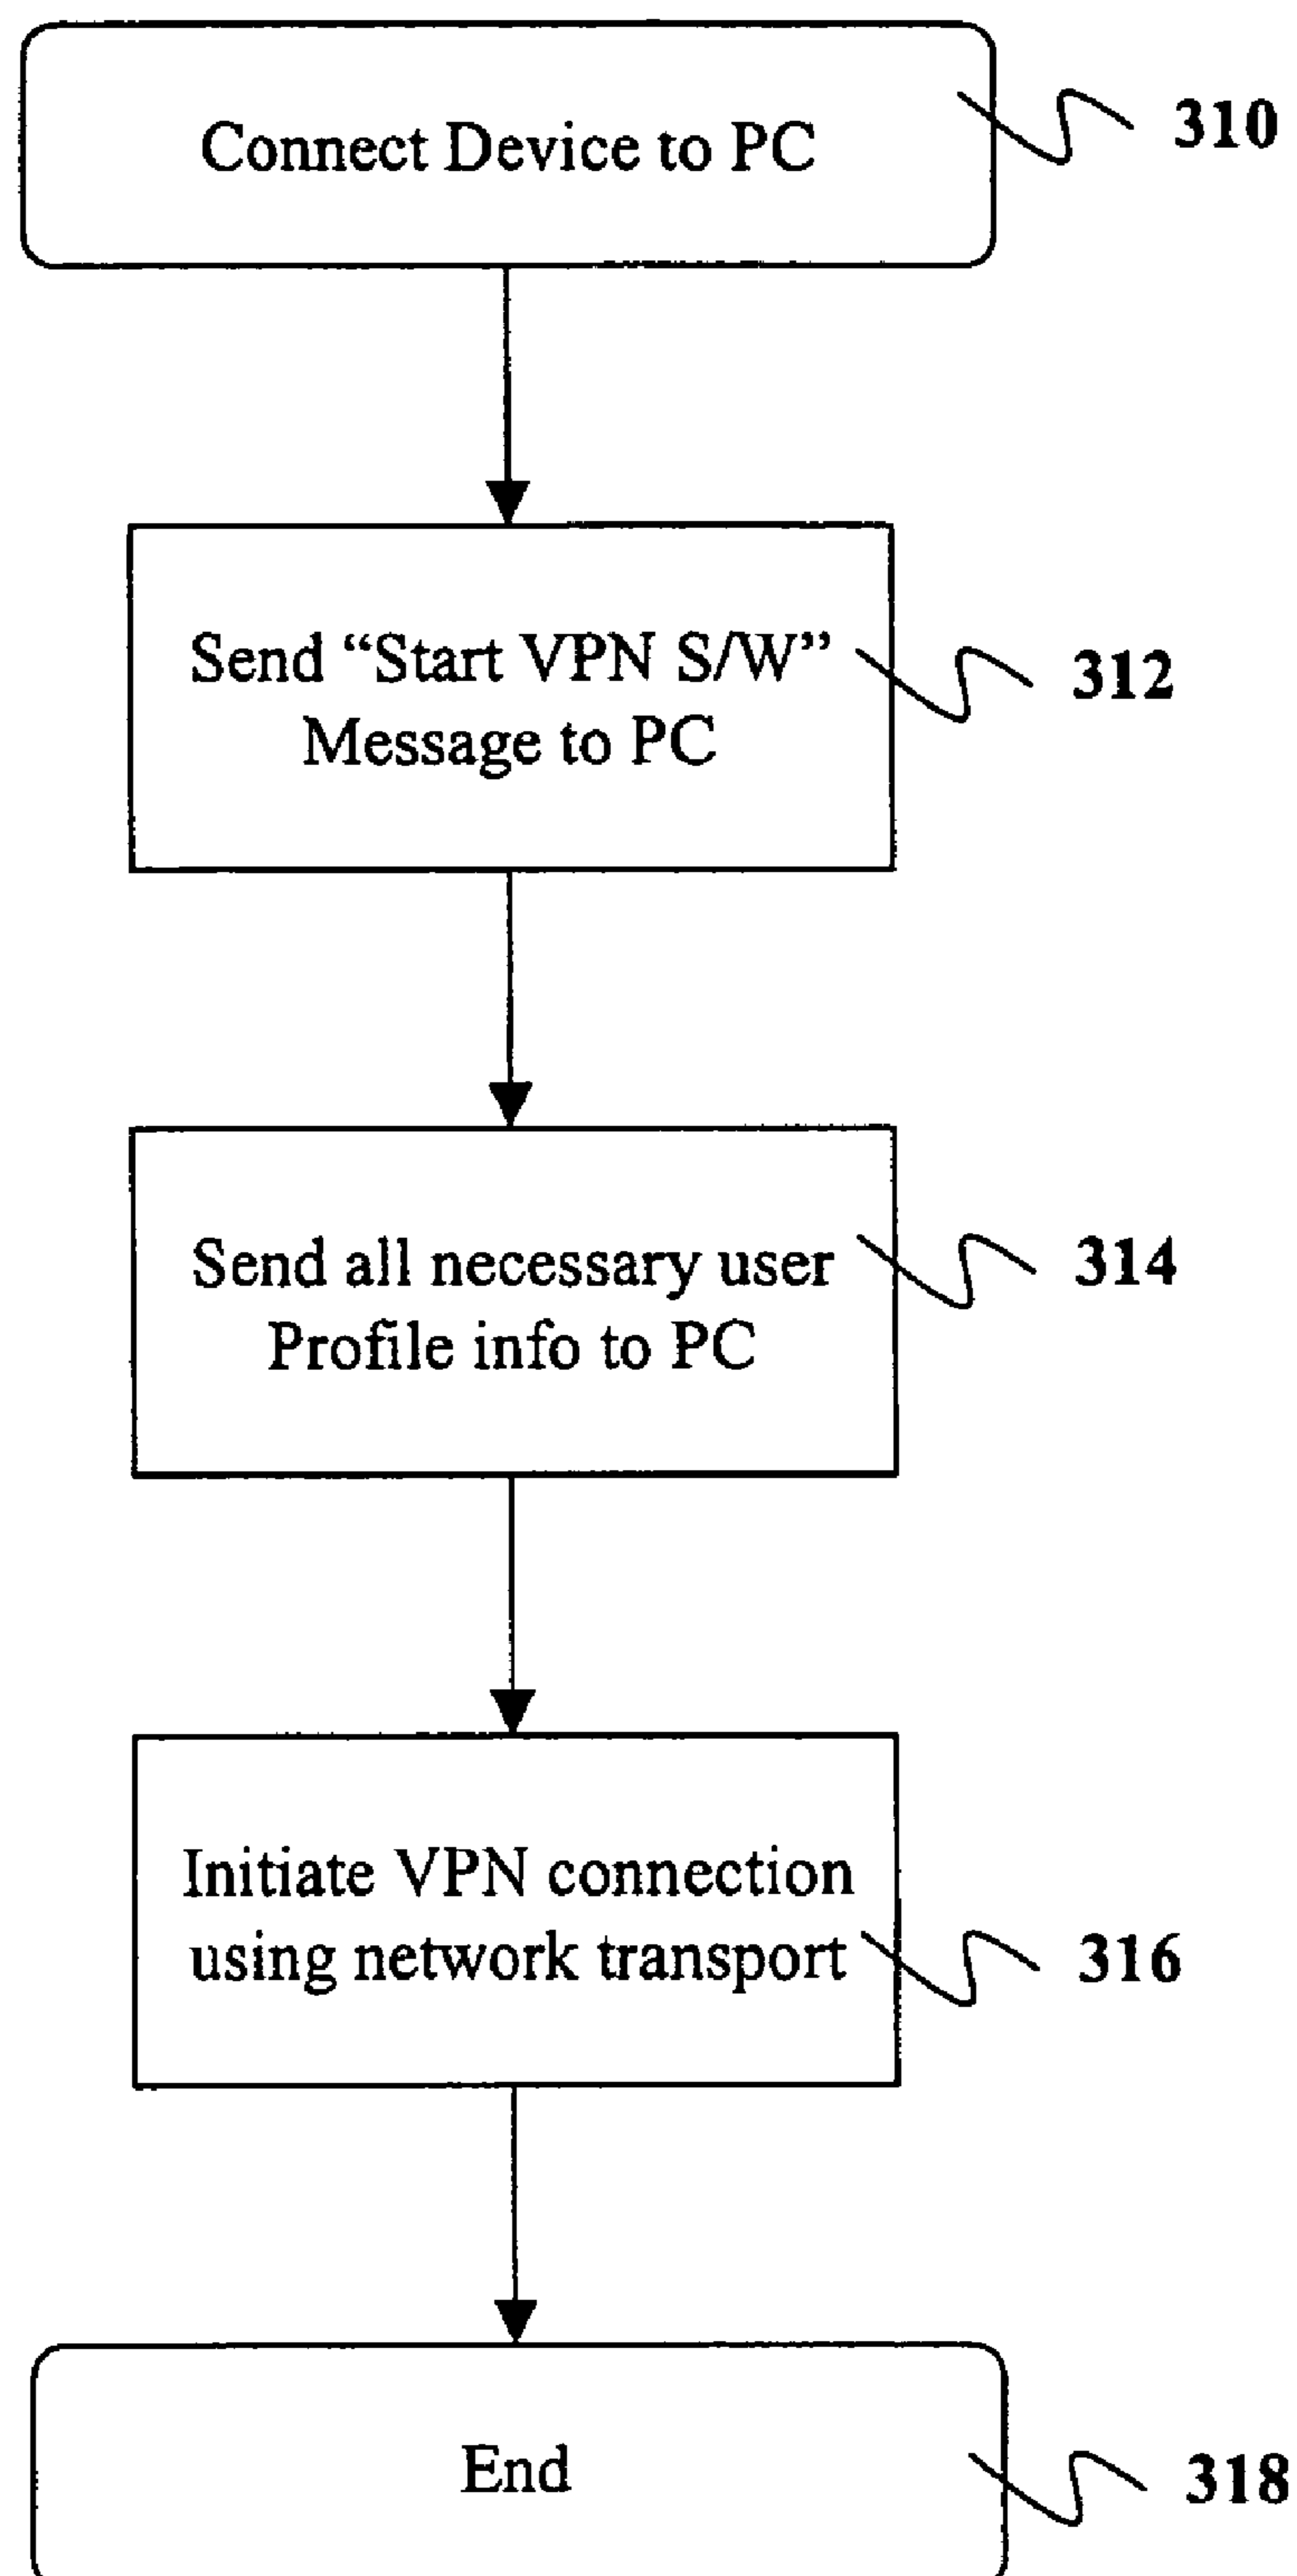 Connect Device to PC
310
Send “Start VPN S/W”
Message to PC
312
Send all necessary user
Profile info to PC
314
Initiate VPN connection
using network transport
316
End
318